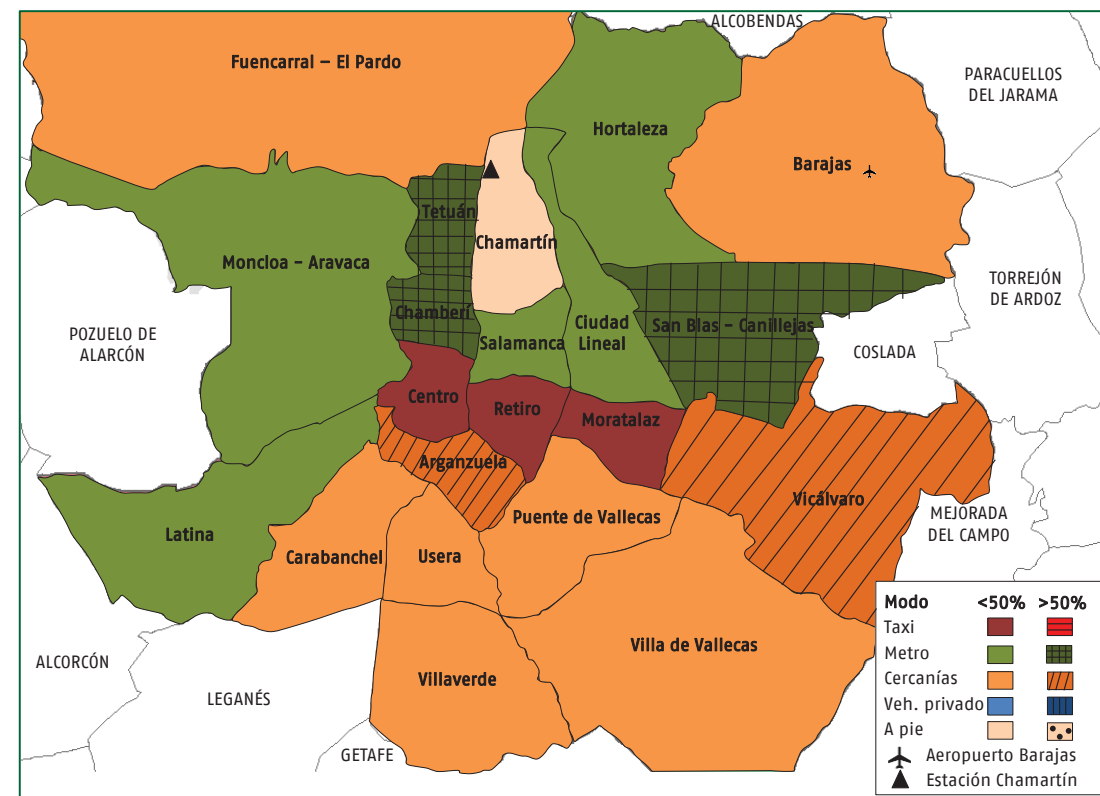 ALCOBENDAS
Fuencarral – El Pardo
PARACUELLOS
DEL JARAMA
Hortaleza
Barajas
Tetuán
Chamartín
Moncloa – Aravaca
TORREJÓN
DE ARDOZ
Chamberí
San Blas – Canillejas
Ciudad
Lineal
POZUELO DE
ALARCÓN
Salamanca
COSLADA
Centro
Retiro
Moratalaz
Arganzuela
Vicálvaro
Puente de Vallecas
MEJORADA
DEL CAMPO
Latina
Carabanchel
Usera
Villa de Vallecas
ALCORCÓN
Villaverde
LEGANÉS
GETAFE
Modo <50% >50%
Taxi
Metro
Cercanías
Veh. privado
A pie
Aeropuerto Barajas
Estación Chamartín